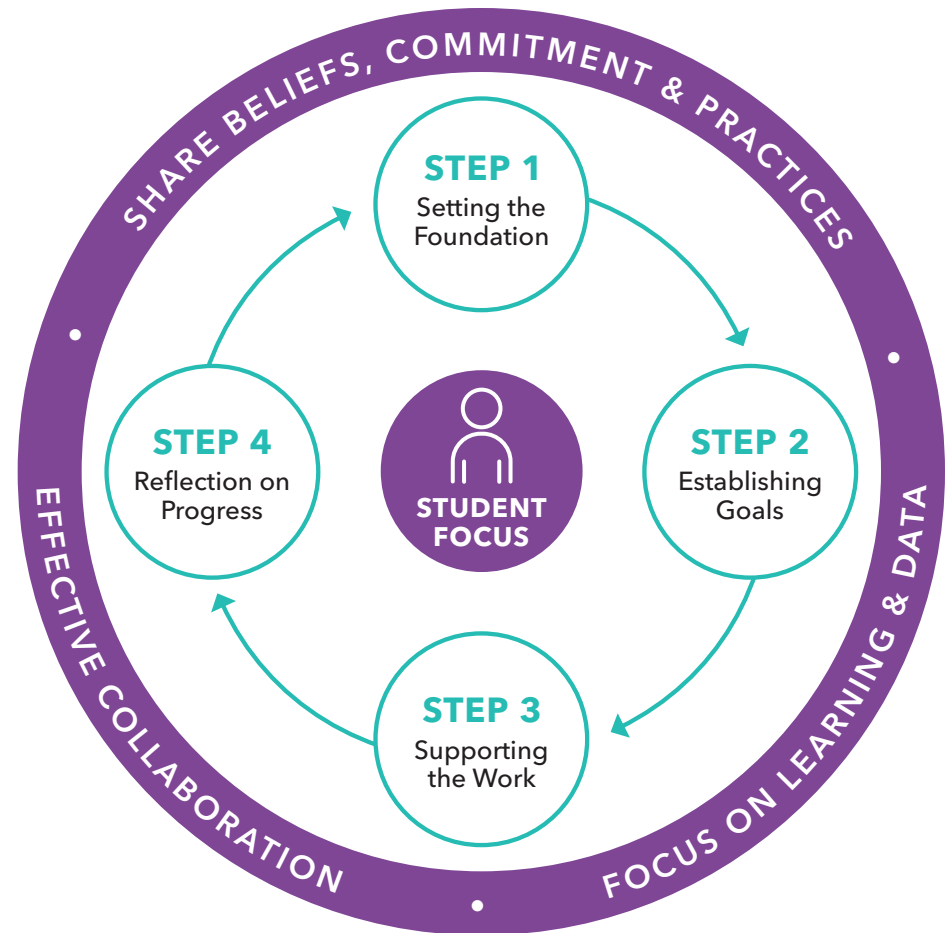 SHARE BELIEFS, COMMITMENT & PRACTICES
STEP 1
Setting the
Foundation
STEP 2
Establishing
Goals
STEP 3
Supporting
the Work
STEP 4
Reflection on
Progress
STUDENT
FOCUS
FOCUS ON LEARNING & DATA
EFFECTIVE COLLABORATION